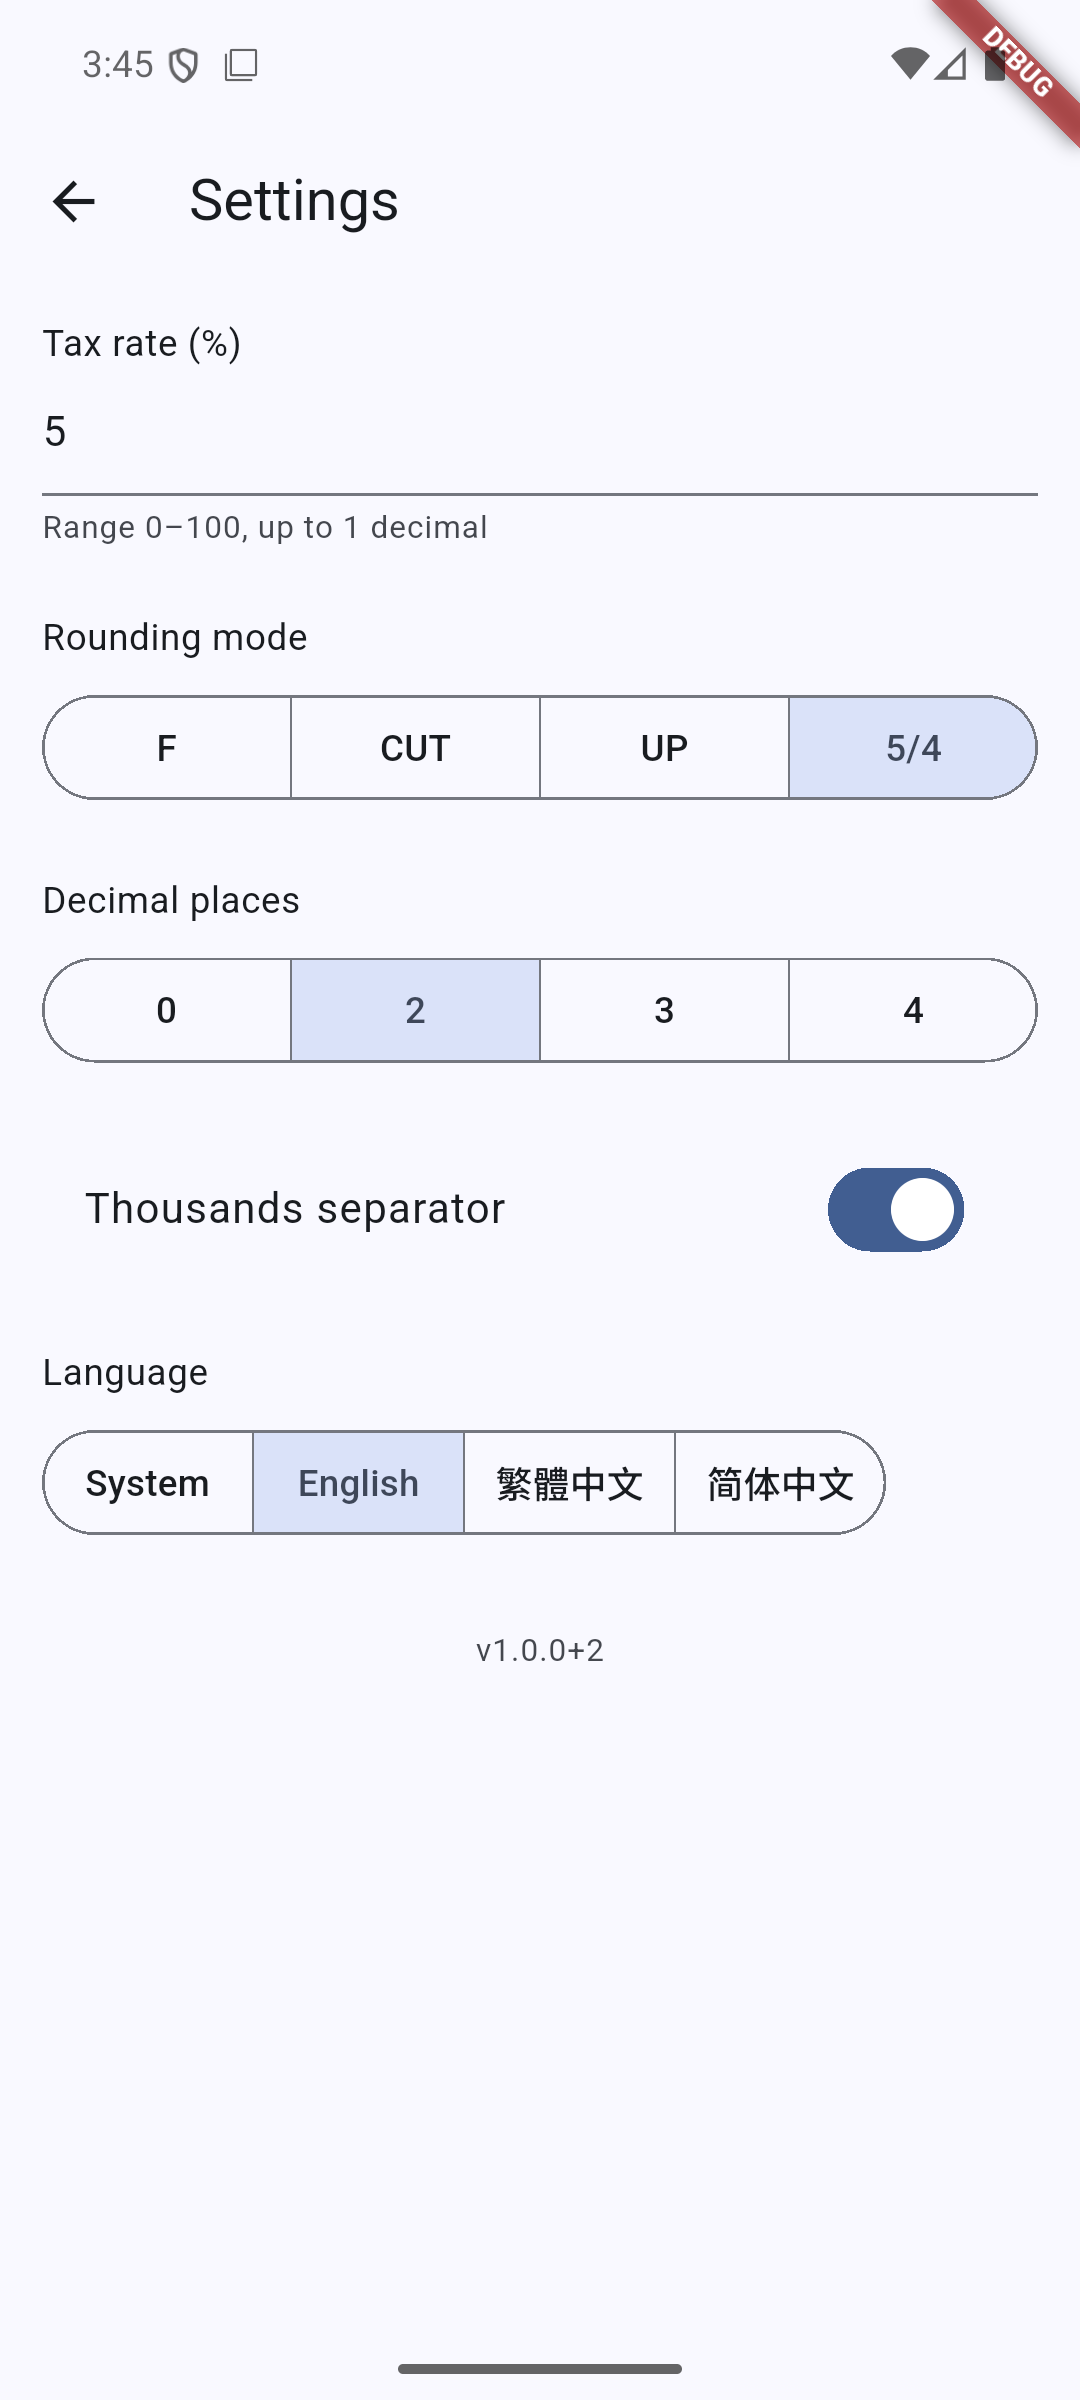 3:45
DEBUG
Settings
Tax rate (%)
5
Range 0–100, up to 1 decimal
Rounding mode
F CUT UP 5/4
Decimal places
0 2 3 4
Thousands separator
Language
System English 繁體中文 简体中文
v1.0.0+2